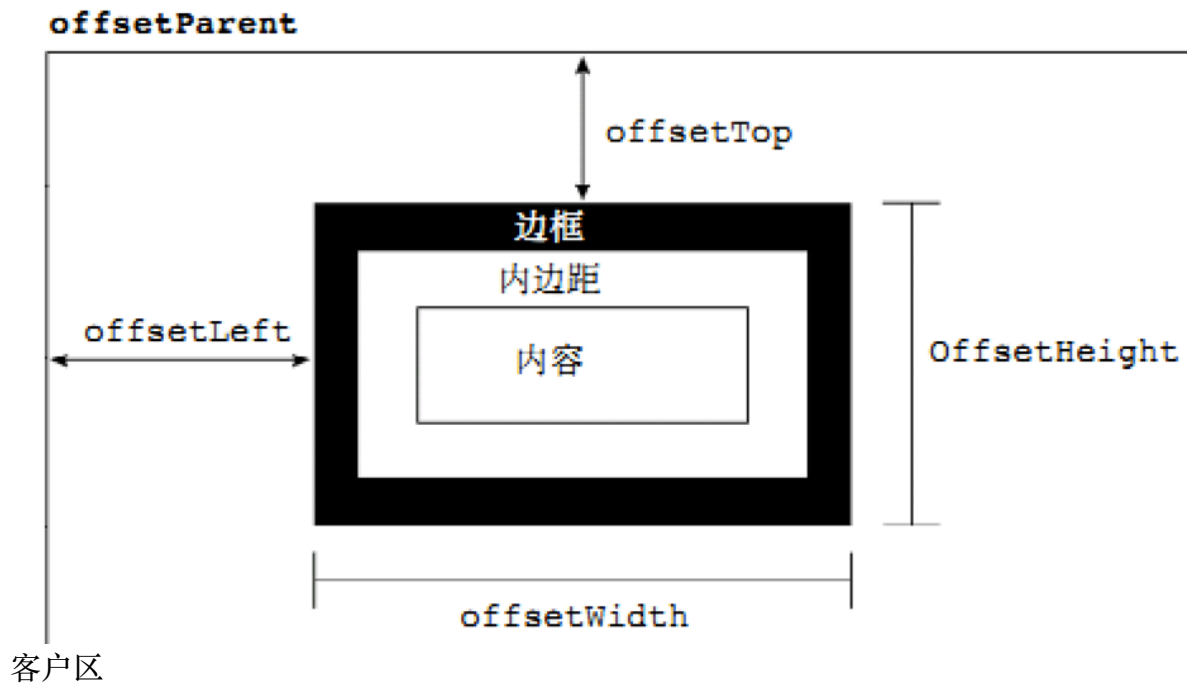 offsetParent
offsetTop
边框
内边距
offsetLeft
内容
OffsetHeight
offsetWidth
客户区